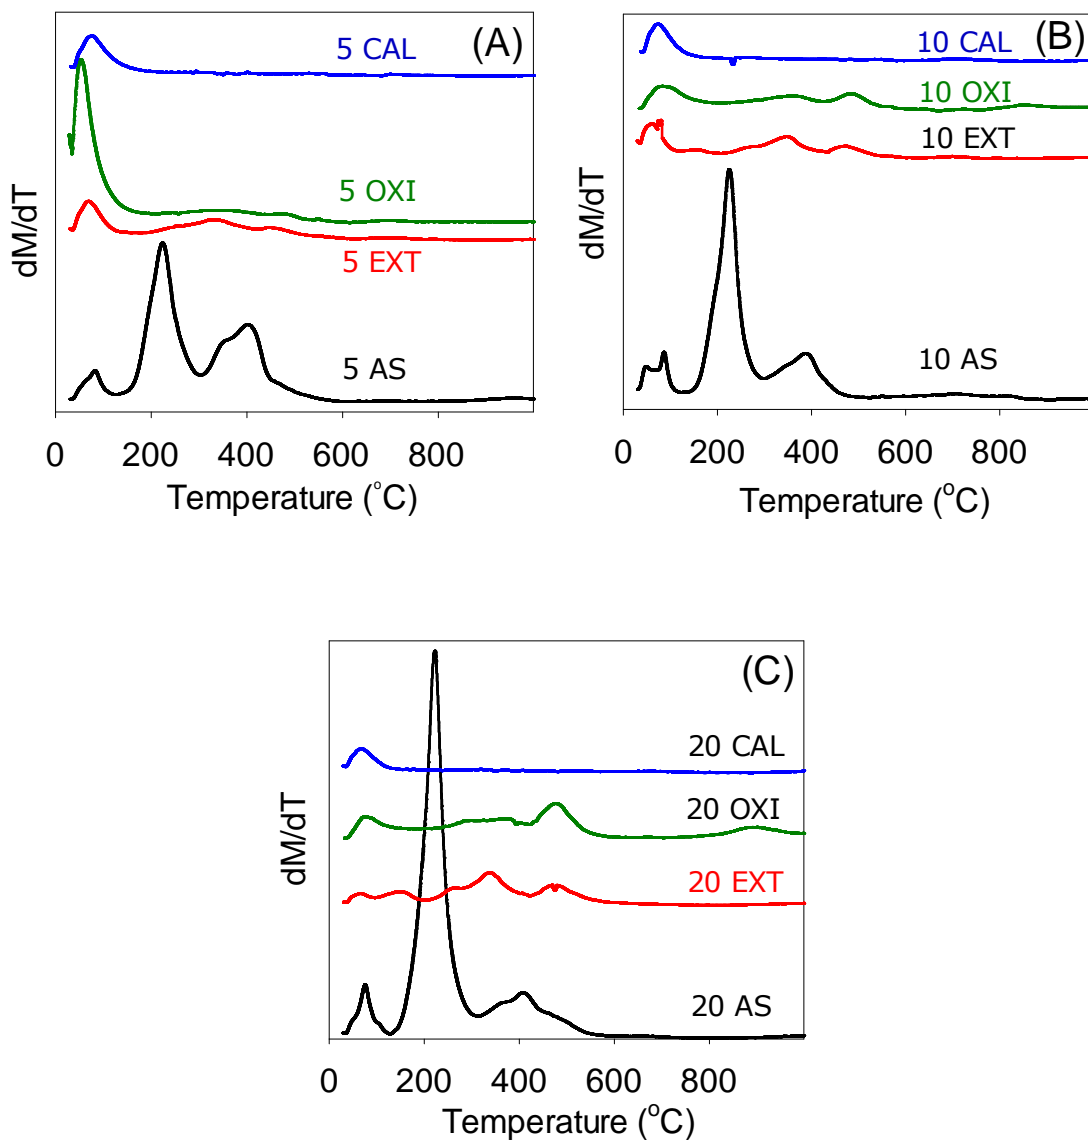 (A)
5 CAL
5 OXI
5 EXT
5 AS
dM/dT
0 200 400 600 800
Temperature (°C)
(B)
10 CAL
10 OXI
10 EXT
10 AS
dM/dT
0 200 400 600 800
Temperature (oC)
(C)
20 CAL
20 OXI
20 EXT
20 AS
dM/dT
0 200 400 600 800
Temperature (oC)